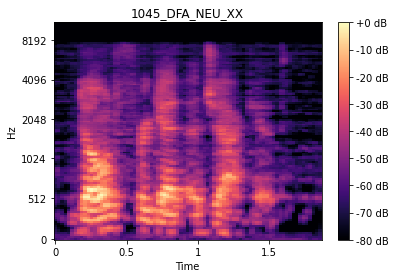 1045_DFA_NEU_XX
8192
4096
2048
1024
512
0
Hz
0
0.5
1
1.5
Time
+0 dB
-10 dB
-20 dB
-30 dB
-40 dB
-50 dB
-60 dB
-70 dB
-80 dB